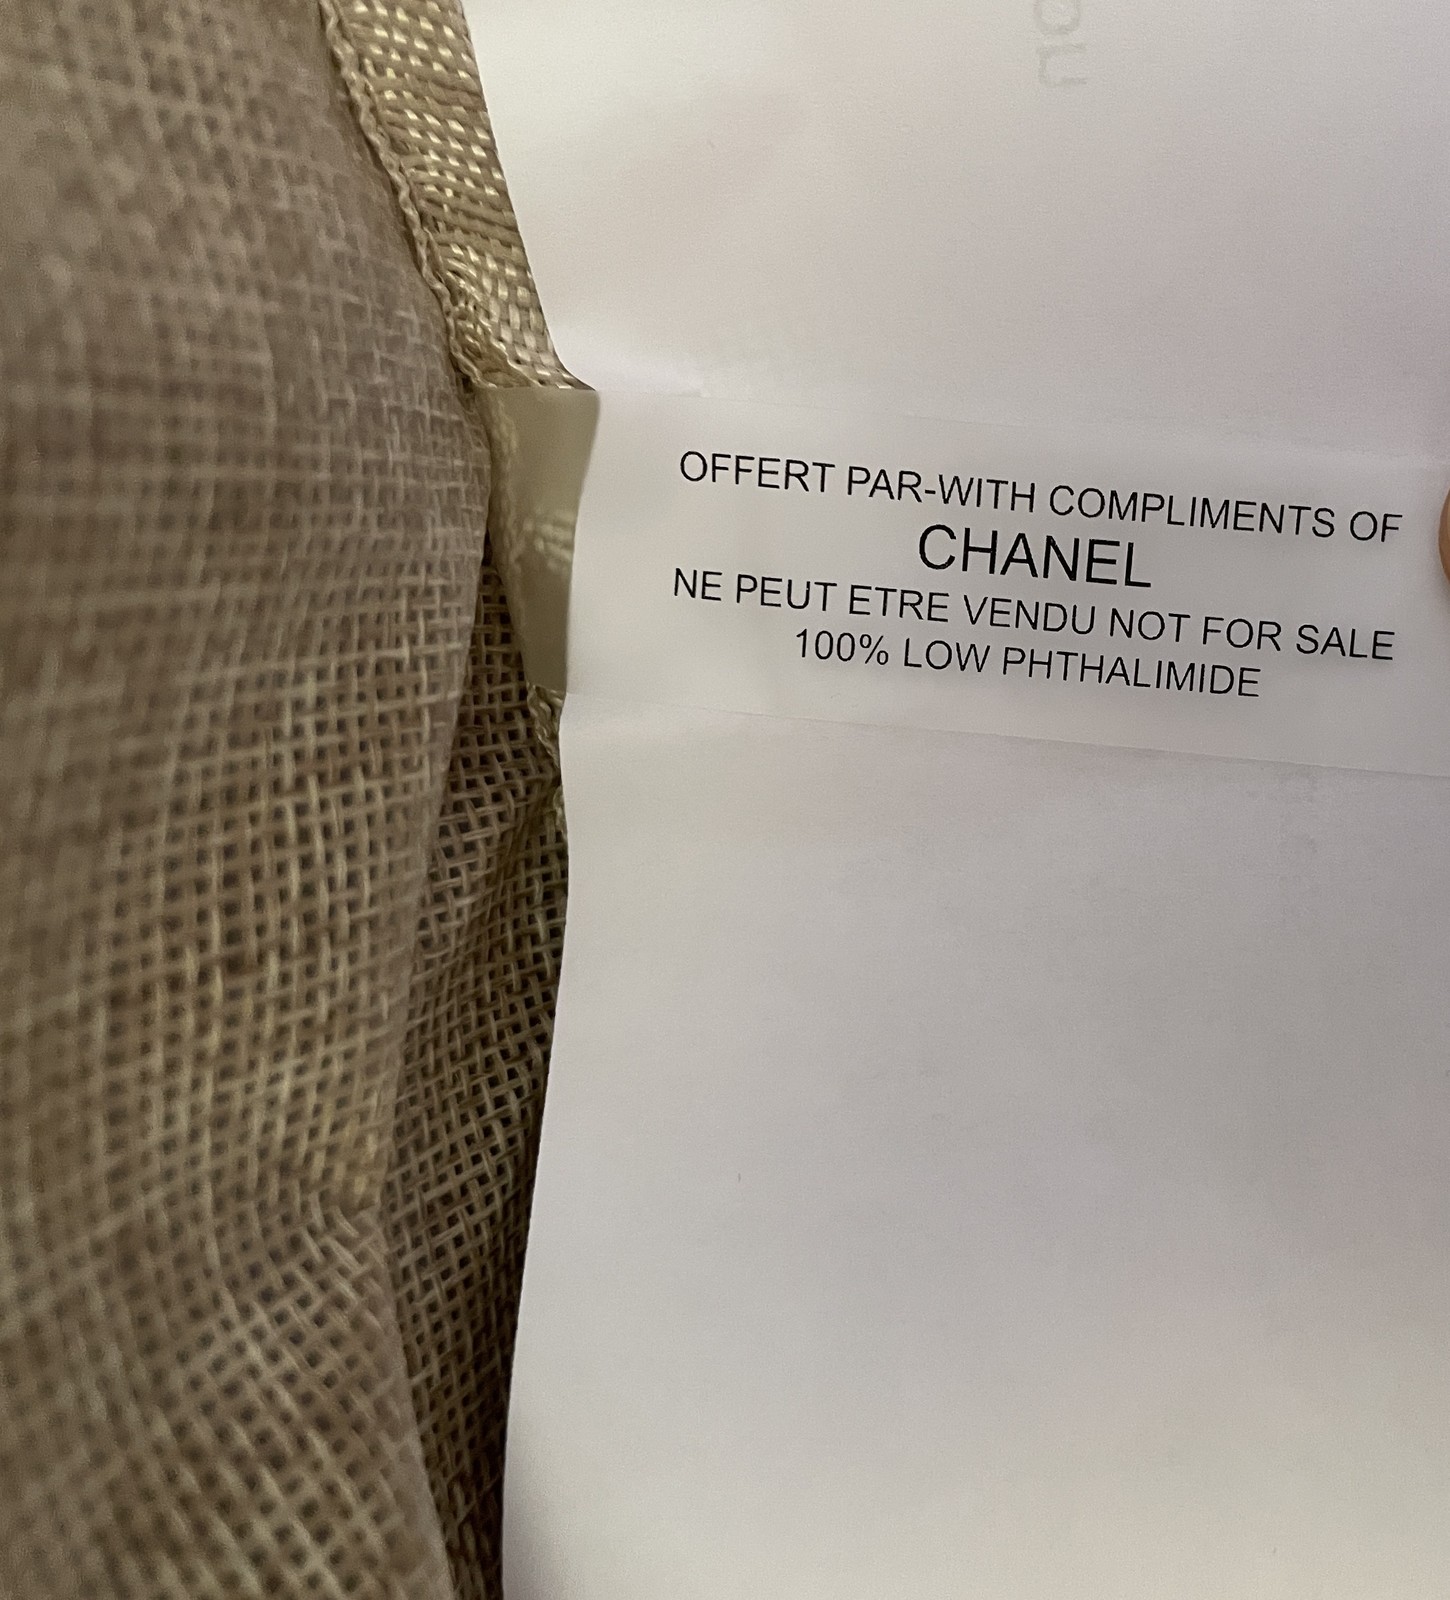 OFFERT PAR-WITH COMPLIMENTS OF
CHANEL
NE PEUT ETRE VENDU NOT FOR SALE
100% LOW PHTHALIMIDE